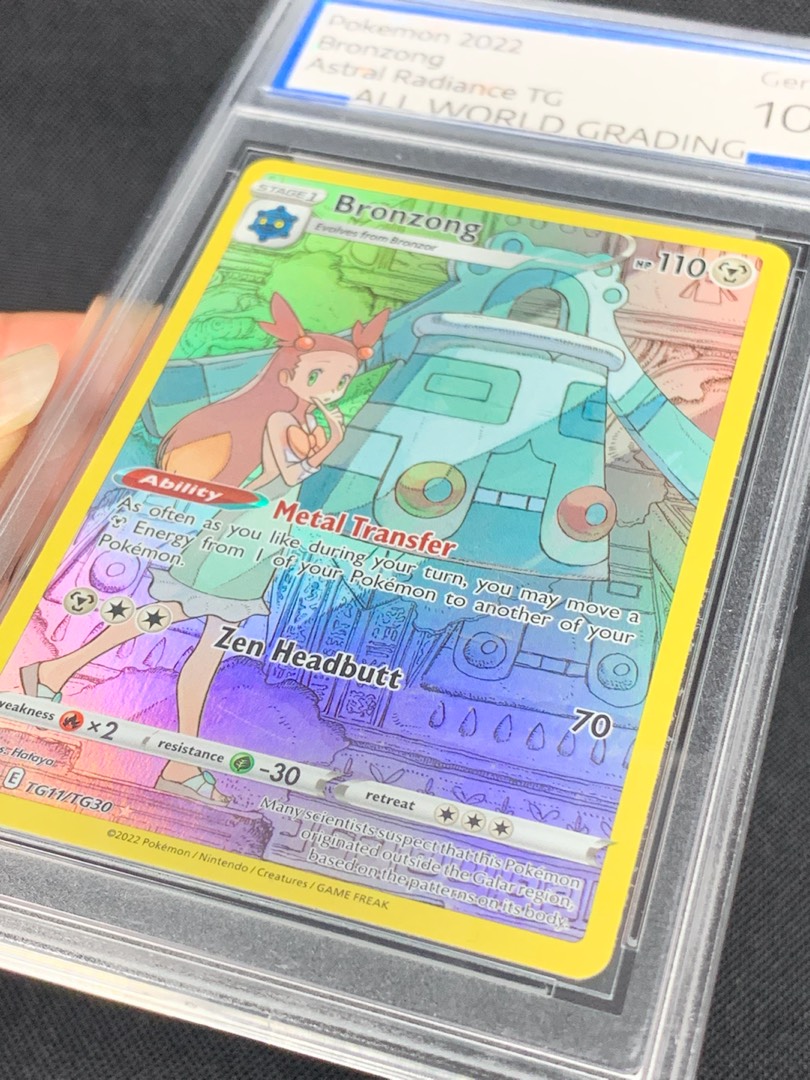 Pokemon 2022
Bronzong
Astral Radiance TG
Ge
10
ALL WORLD GRADING
STAGE 1
Bronzong
Evolves from Bronzor
HP 110
Ability
Metal Transfer
As often as you like during your turn, you may move a
Energy from 1 of your Pokémon to another of your
Pokémon.
Zen Headbutt
70
weakness ×2
resistance -30
retreat
s. Hataya
E TG11/TG30
Many scientists suspect that this Pokémon
originated outside the Galar region,
based on the patterns on its body.
©2022 Pokémon / Nintendo / Creatures / GAME FREAK